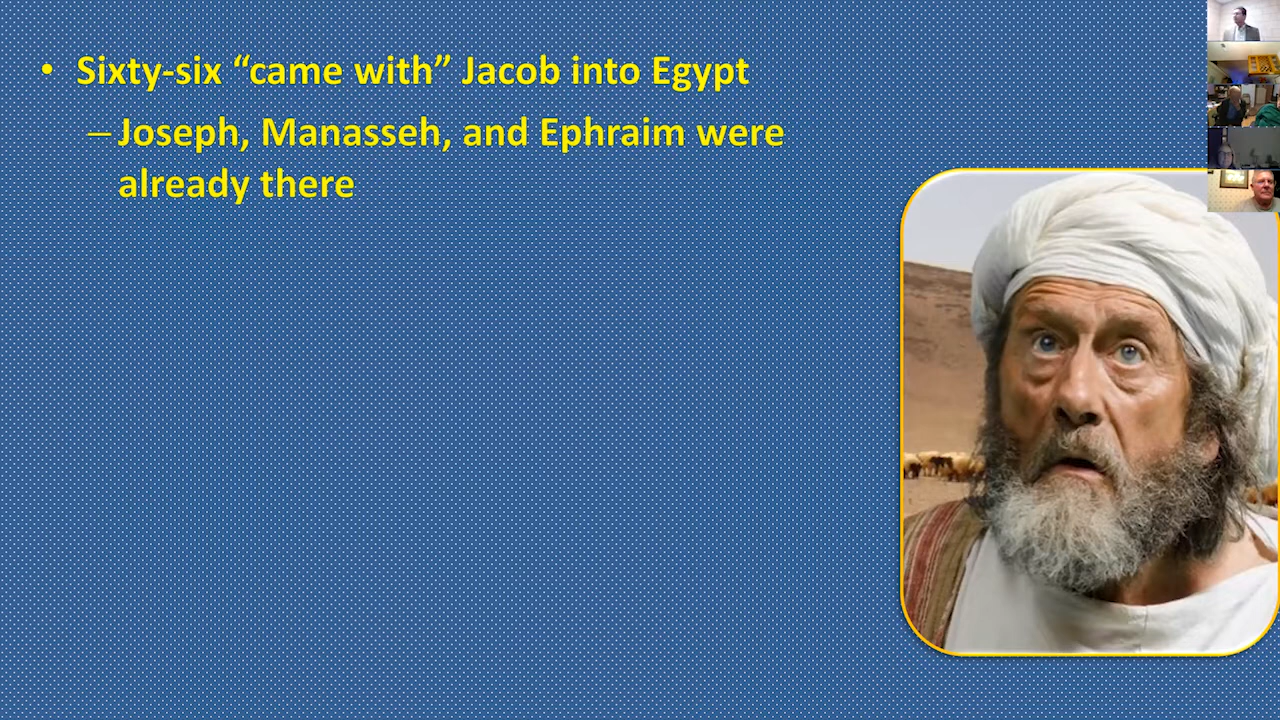 • Sixty-six “came with” Jacob into Egypt
– Joseph, Manasseh, and Ephraim were
already there